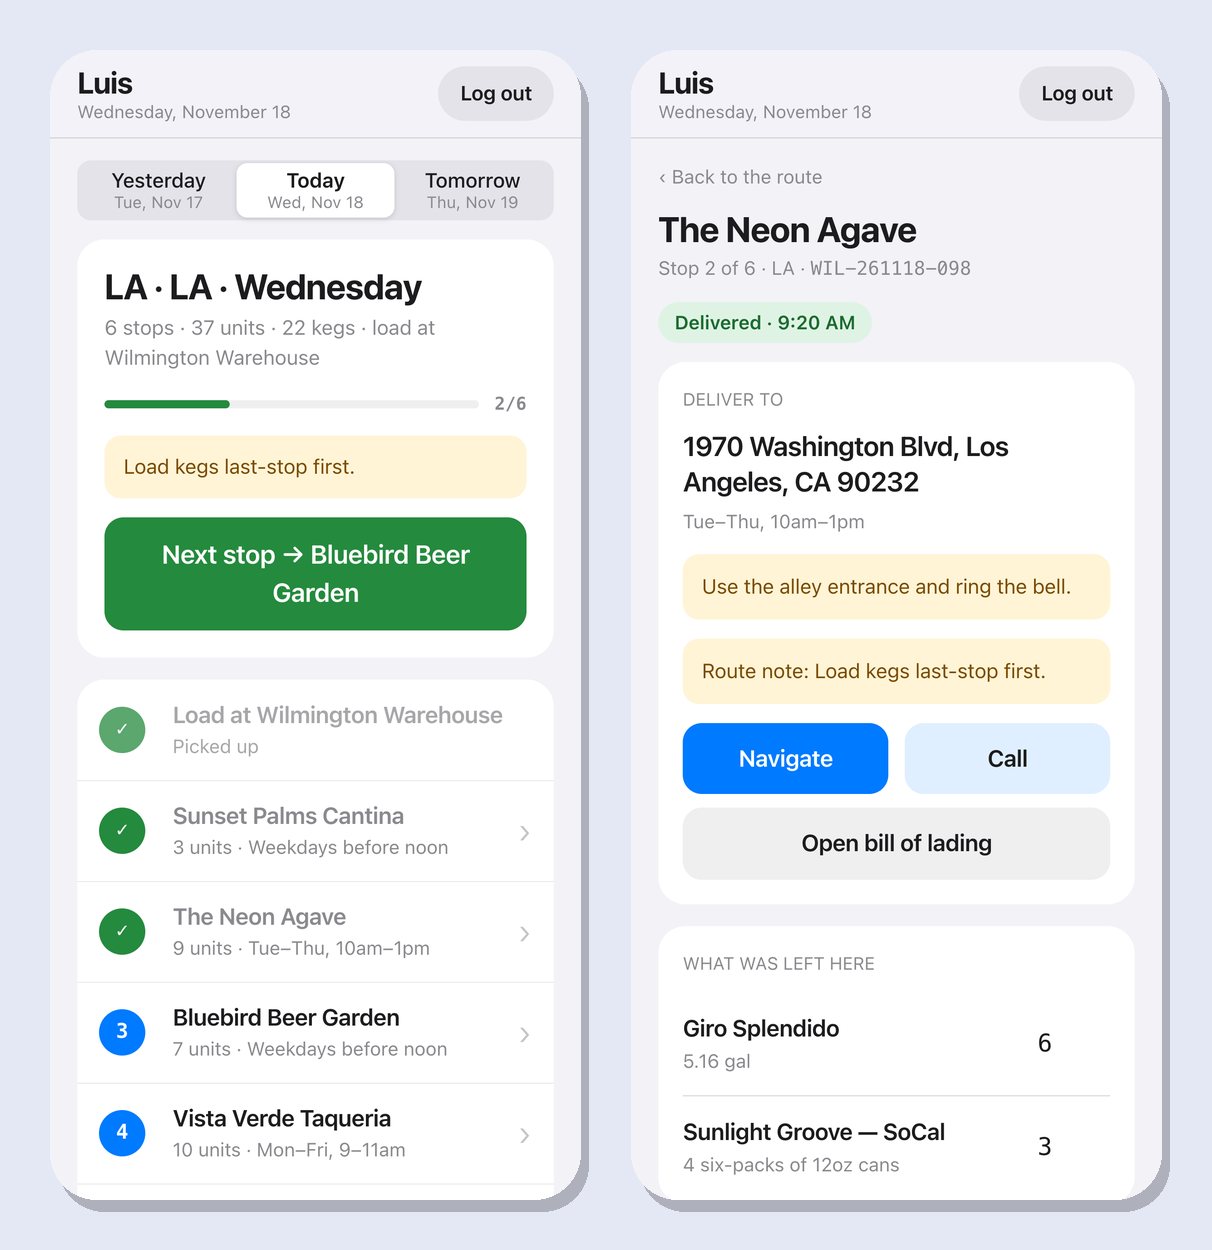 Luis
Wednesday, November 18
Log out
Yesterday
Tue, Nov 17
Today
Wed, Nov 18
Tomorrow
Thu, Nov 19
LA · LA · Wednesday
6 stops · 37 units · 22 kegs · load at
Wilmington Warehouse
2/6
Load kegs last-stop first.
Next stop → Bluebird Beer
Garden
✓
Load at Wilmington Warehouse
Picked up
✓
Sunset Palms Cantina
3 units · Weekdays before noon
›
✓
The Neon Agave
9 units · Tue–Thu, 10am–1pm
›
3
Bluebird Beer Garden
7 units · Weekdays before noon
›
4
Vista Verde Taqueria
10 units · Mon–Fri, 9–11am
›
Luis
Wednesday, November 18
Log out
‹ Back to the route
The Neon Agave
Stop 2 of 6 · LA · WIL-261118-098
Delivered · 9:20 AM
DELIVER TO
1970 Washington Blvd, Los
Angeles, CA 90232
Tue–Thu, 10am–1pm
Use the alley entrance and ring the bell.
Route note: Load kegs last-stop first.
Navigate
Call
Open bill of lading
WHAT WAS LEFT HERE
Giro Splendido
5.16 gal
6
Sunlight Groove — SoCal
4 six-packs of 12oz cans
3